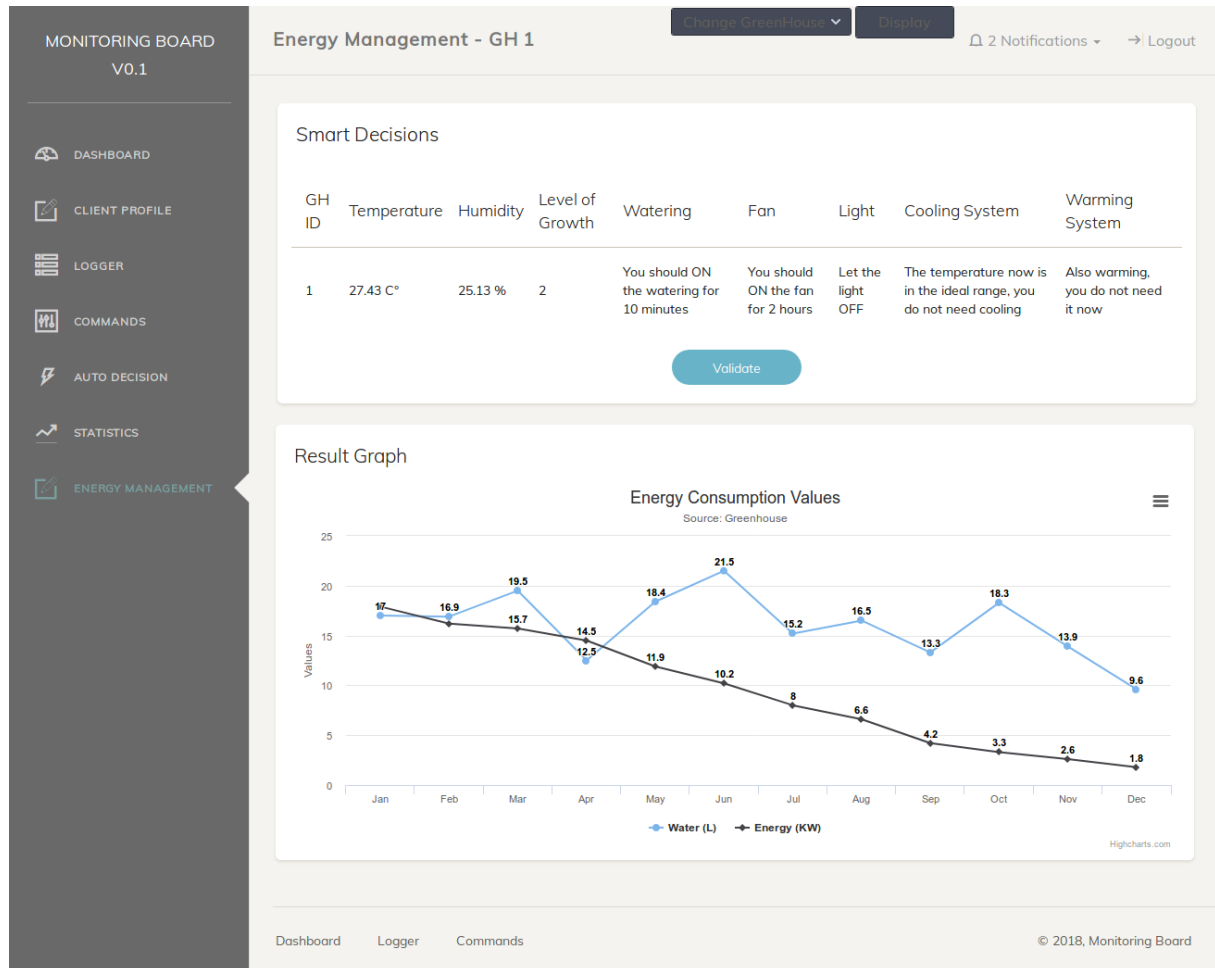 MONITORING BOARD
V0.1
DASHBOARD
CLIENT PROFILE
LOGGER
COMMANDS
AUTO DECISION
STATISTICS
ENERGY MANAGEMENT
Energy Management - GH 1
Change GreenHouse
Display
2 Notifications
Logout
Smart Decisions
GH
ID
Temperature
Humidity
Level of
Growth
Watering
Fan
Light
Cooling System
Warming
System
1
27.43 C°
25.13 %
2
You should ON
the watering for
10 minutes
You should
ON the fan
for 2 hours
Let the
light
OFF
The temperature now is
in the ideal range, you
do not need cooling
Also warming,
you do not need
it now
Validate
Result Graph
Energy Consumption Values
Source: Greenhouse
Values
25
20
15
10
5
0
17
16.9
19.5
12.5
18.4
21.5
15.2
16.5
13.3
18.3
13.9
9.6
15.7
14.5
11.9
10.2
8
6.6
4.2
3.3
2.6
1.8
Jan Feb Mar Apr May Jun Jul Aug Sep Oct Nov Dec
Water (L) Energy (KW)
Highcharts.com
Dashboard Logger Commands
© 2018, Monitoring Board